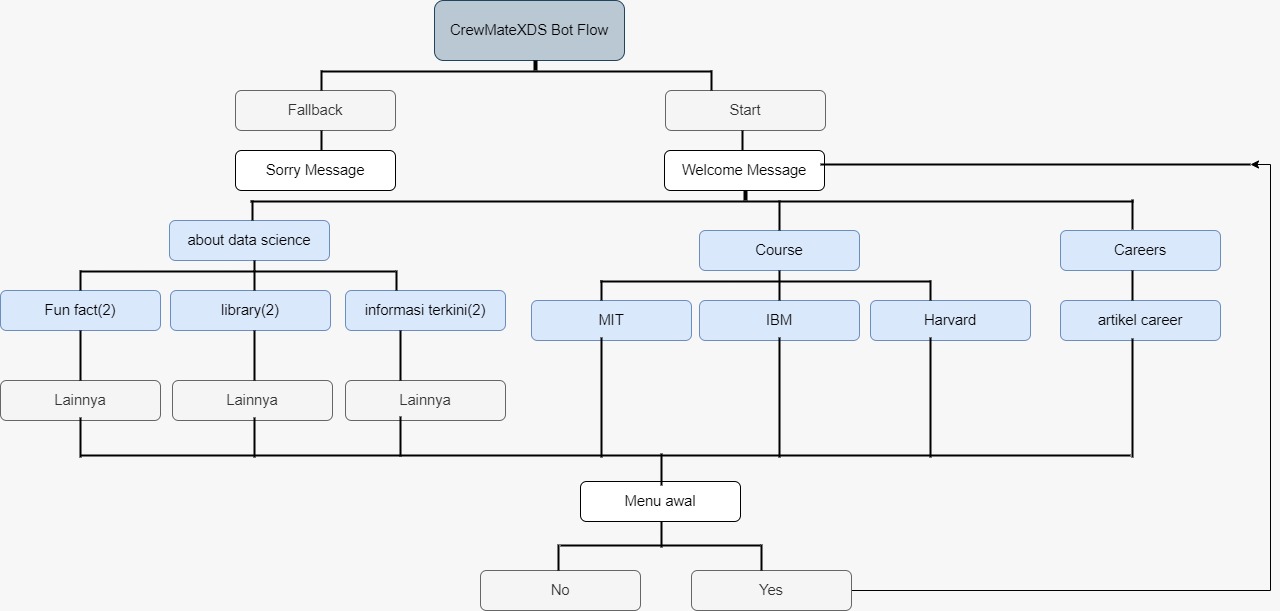 CrewMateXDS Bot Flow
Fallback
Start
Sorry Message
Welcome Message
about data science
Course
Careers
Fun fact(2)
library(2)
informasi terkini(2)
MIT
IBM
Harvard
artikel career
Lainnya
Lainnya
Lainnya
Menu awal
No
Yes